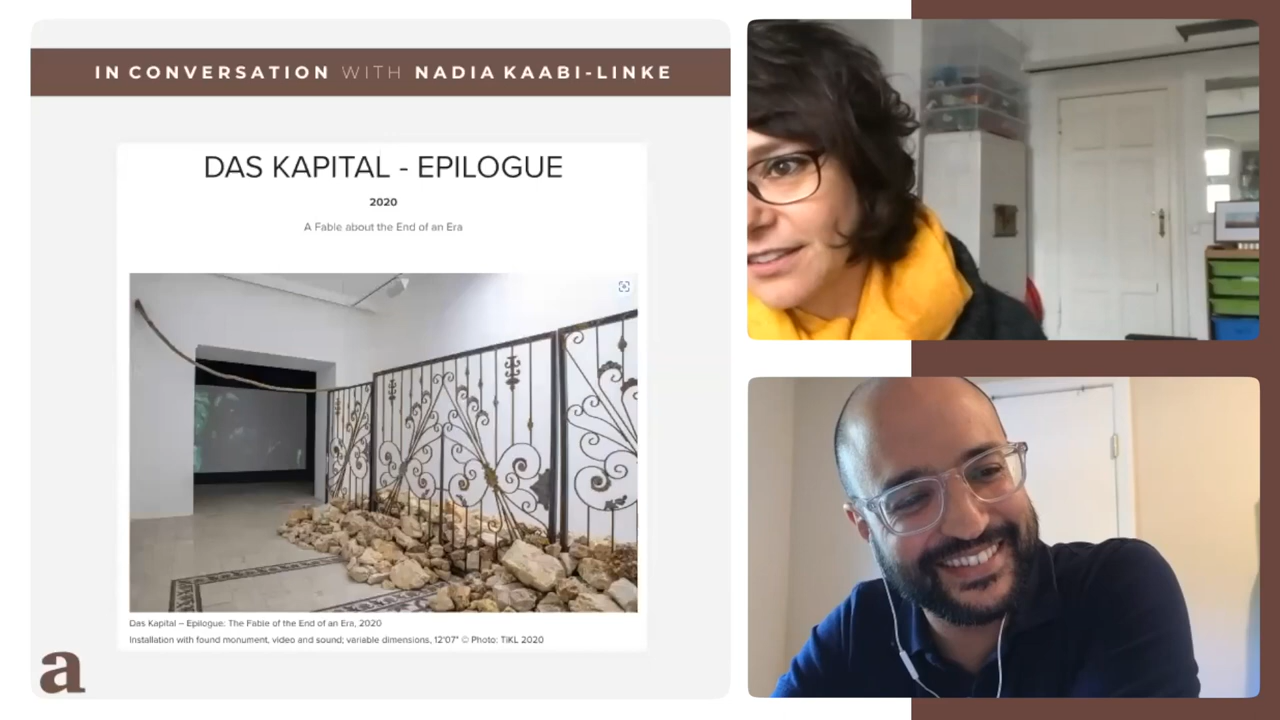 IN CONVERSATION WITH NADIA KAABI-LINKE
DAS KAPITAL - EPILOGUE
2020
A Fable about the End of an Era
Das Kapital – Epilogue: The Fable of the End of an Era, 2020
Installation with found monument, video and sound; variable dimensions, 12'07" © Photo: TiKL 2020
a